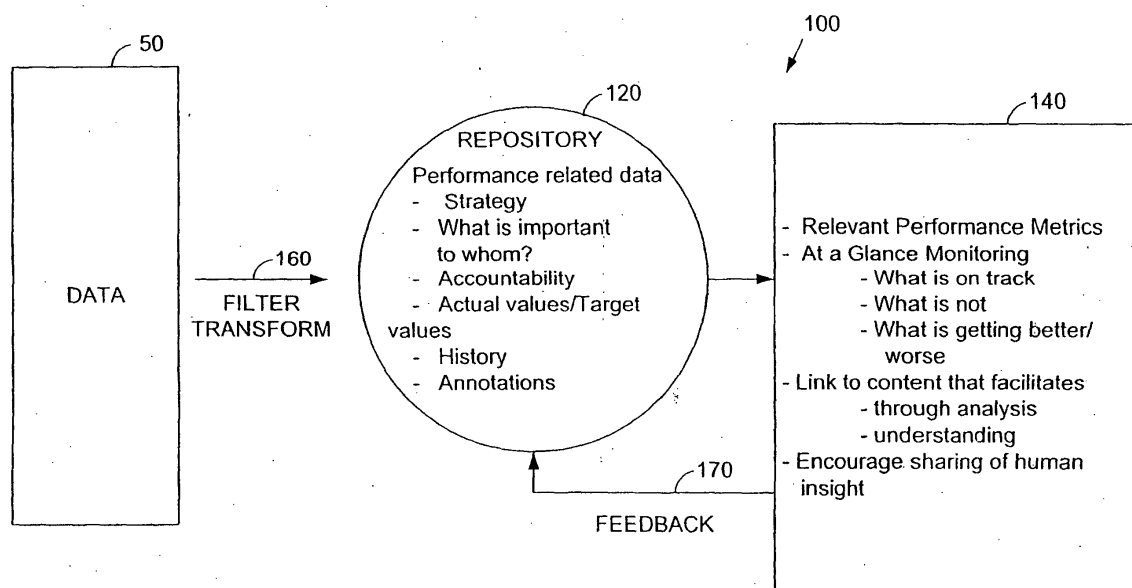 100
50
DATA
160
FILTER
TRANSFORM
120
REPOSITORY
Performance related data
- Strategy
- What is important
to whom?
- Accountability
- Actual values/Target
values
- History
- Annotations
140
- Relevant Performance Metrics
- At a Glance Monitoring
- What is on track
- What is not
- What is getting better/
worse
- Link to content that facilitates
- through analysis
- understanding
- Encourage sharing of human
insight
170
FEEDBACK